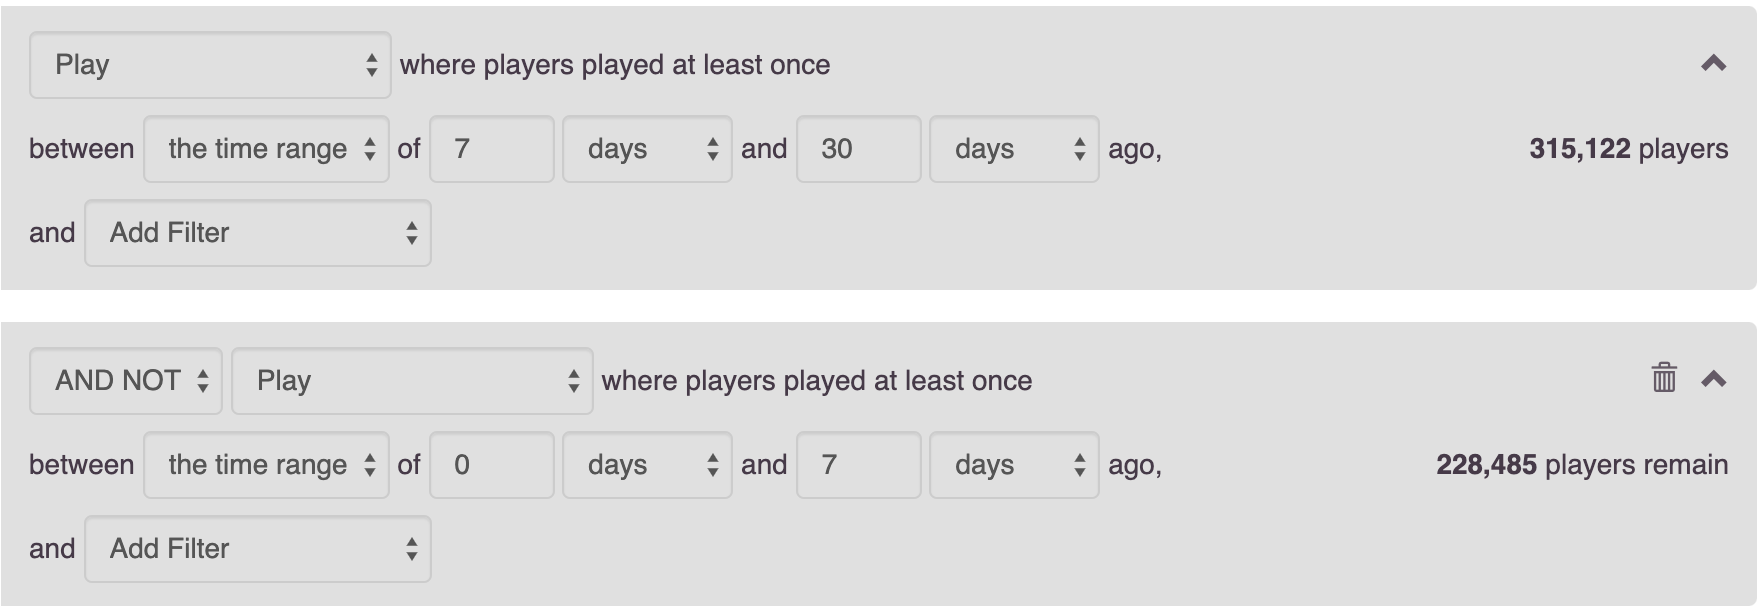 Play where players played at least once
between the time range of 7 days and 30 days ago, 315,122 players
and Add Filter
AND NOT Play where players played at least once
between the time range of 0 days and 7 days ago, 228,485 players remain
and Add Filter